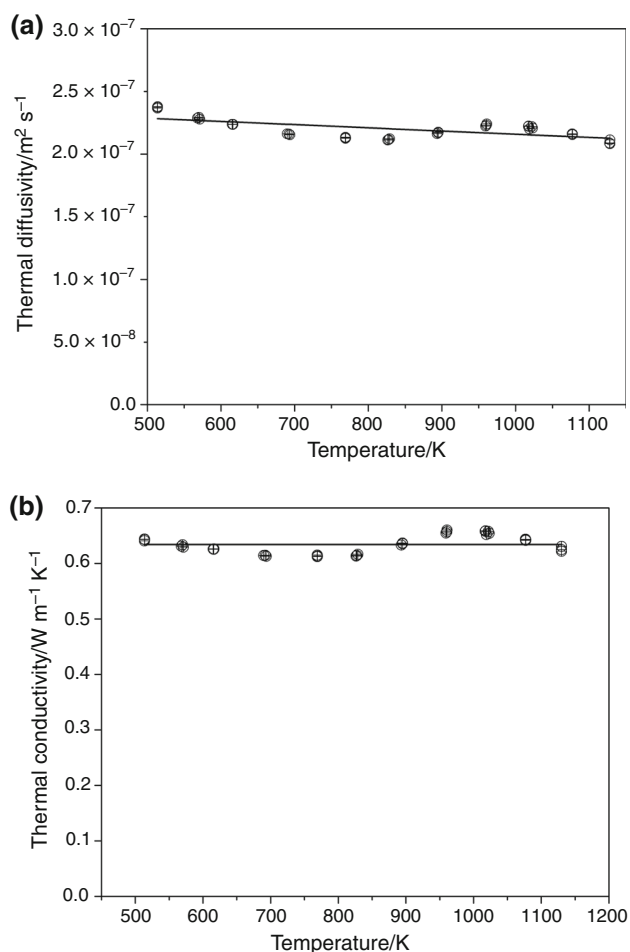 (a)
3.0 × 10⁻⁷
2.5 × 10⁻⁷
2.0 × 10⁻⁷
1.5 × 10⁻⁷
1.0 × 10⁻⁷
5.0 × 10⁻⁸
0.0
Thermal diffusivity/m² s⁻¹
500 600 700 800 900 1000 1100
Temperature/K
(b)
0.7
0.6
0.5
0.4
0.3
0.2
0.1
0.0
Thermal conductivity/W m⁻¹ K⁻¹
500 600 700 800 900 1000 1100 1200
Temperature/K